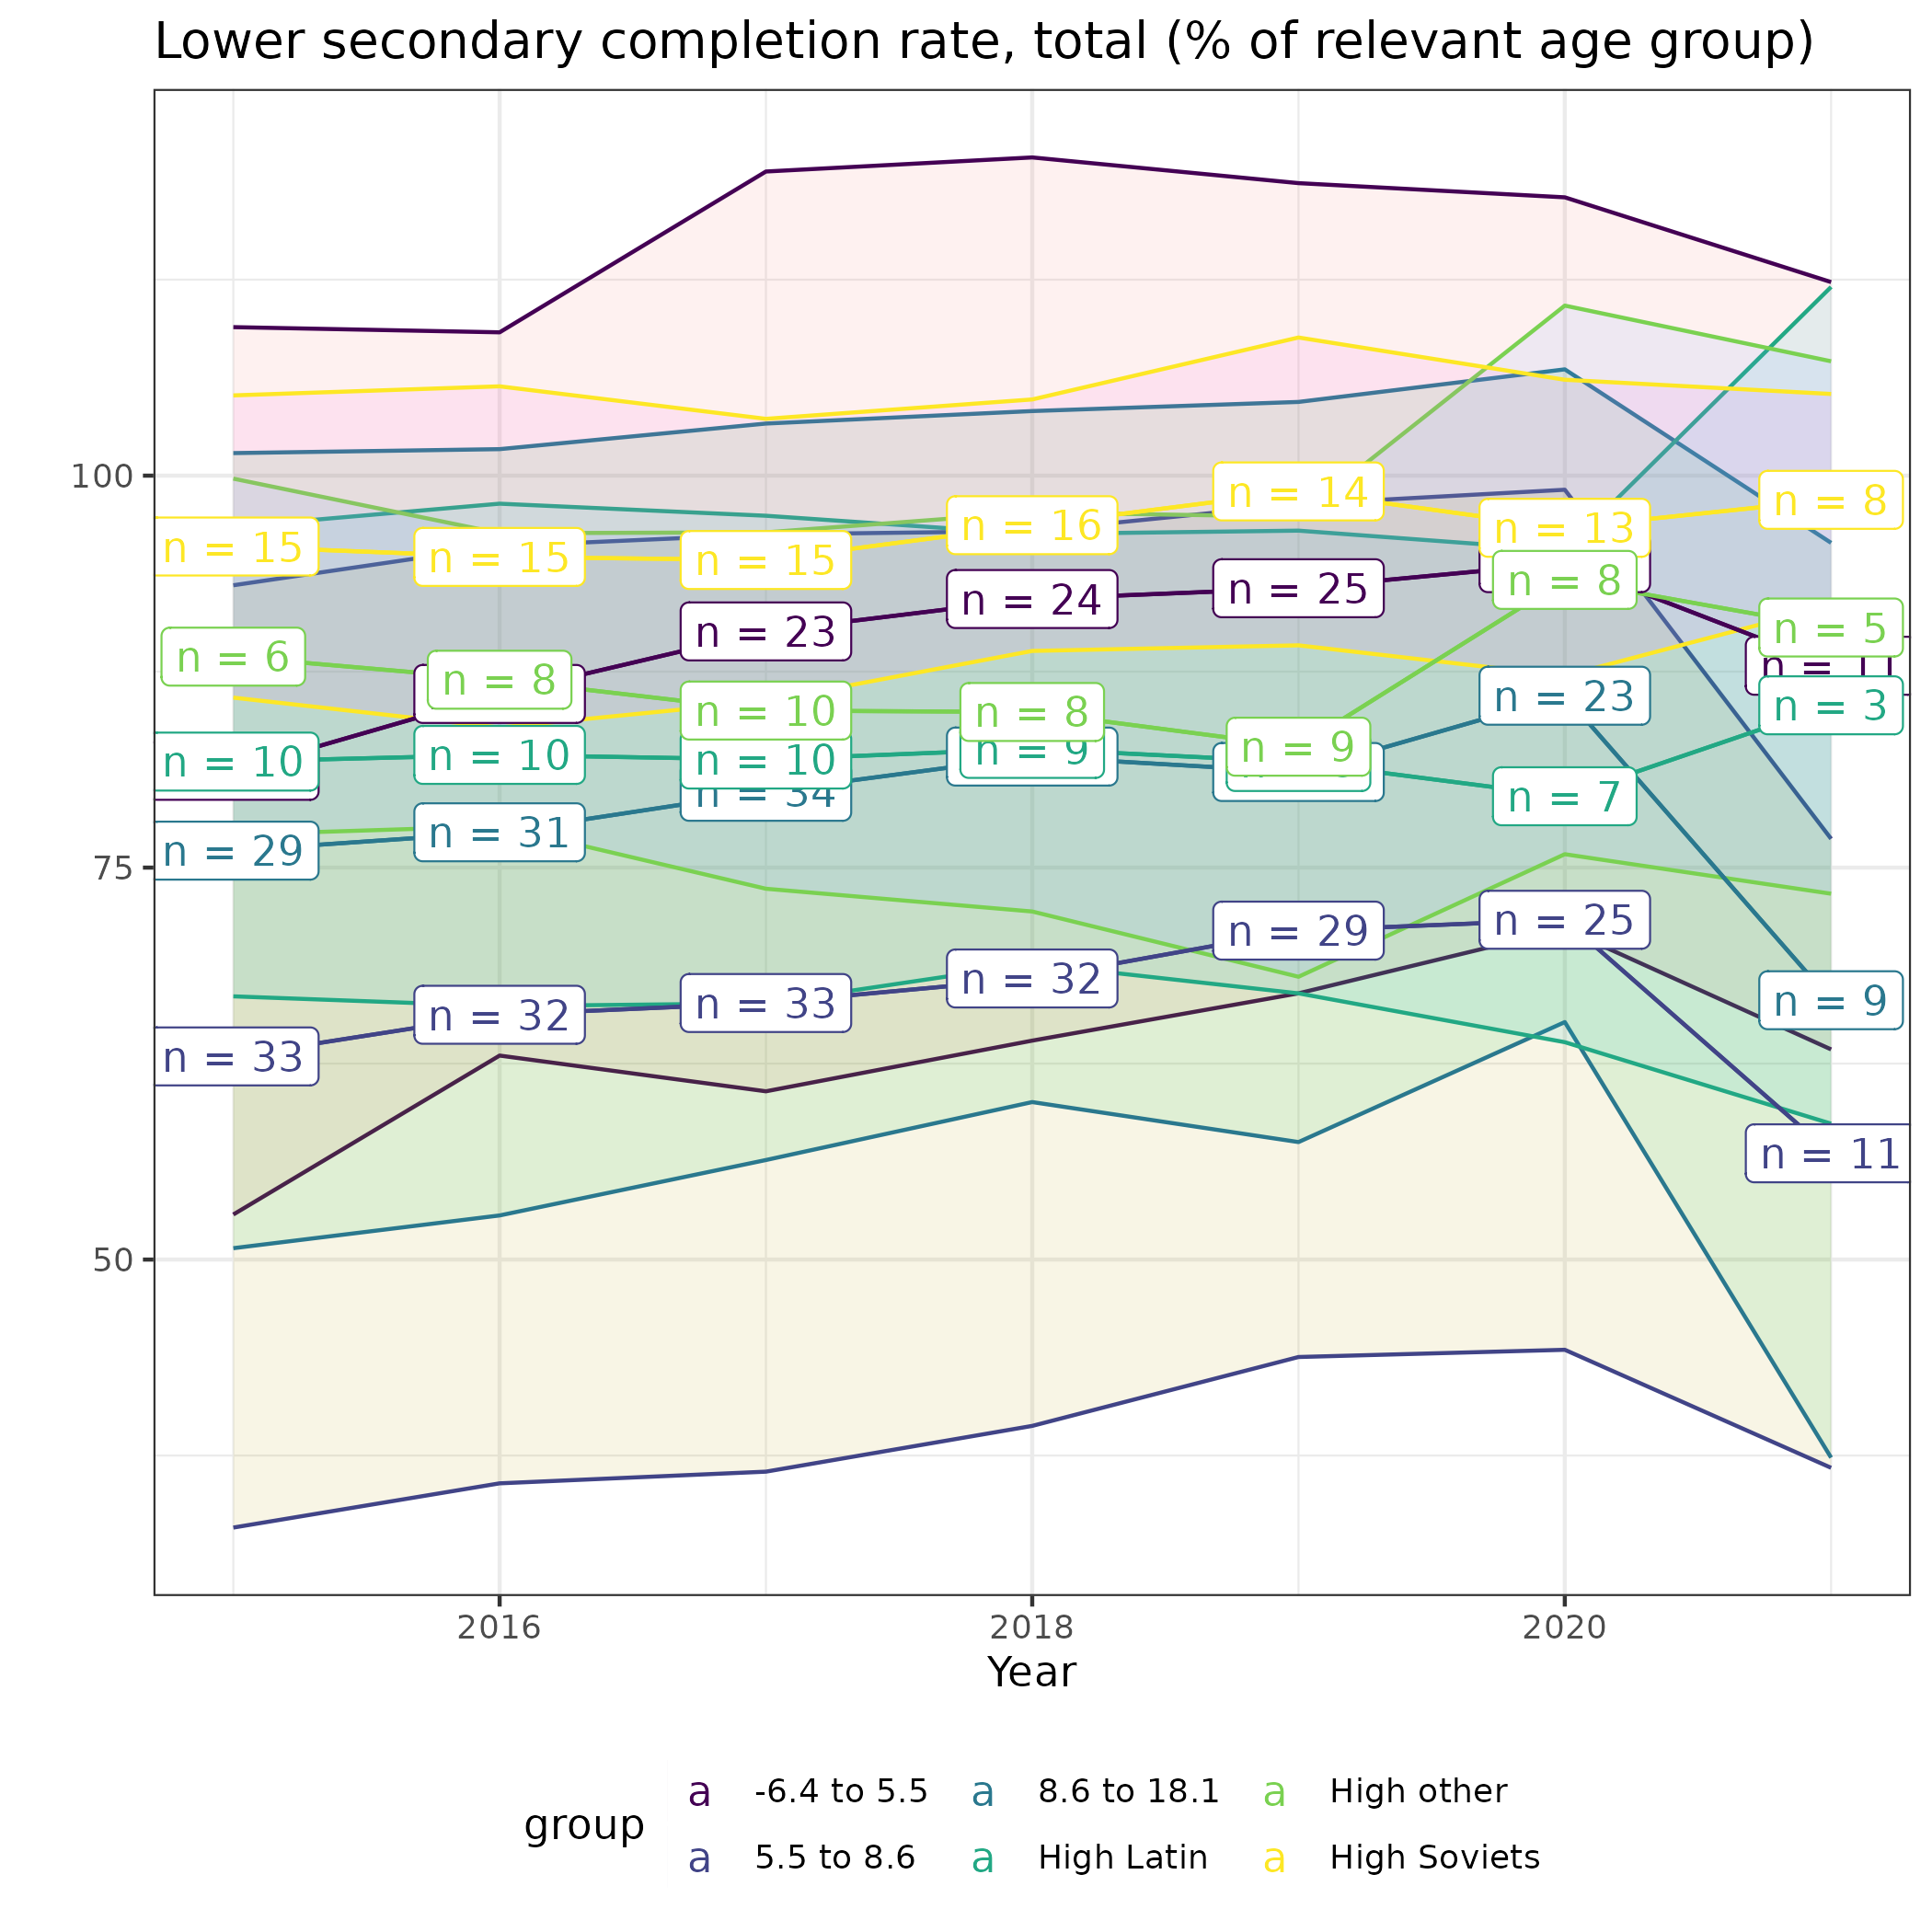 Lower secondary completion rate, total (% of relevant age group)
100
75
50
n = 15
n = 15
n = 15
n = 16
n = 14
n = 13
n = 8
n = 23
n = 24
n = 25
n = 8
n = 6
n = 8
n = 10
n = 8
n = 9
n = 5
n = 11
n = 3
n = 10
n = 10
n = 10
n = 9
n = 7
n = 23
n = 29
n = 31
n = 34
n = 9
n = 33
n = 32
n = 33
n = 32
n = 29
n = 25
n = 11
2016
2018
2020
Year
group
a -6.4 to 5.5
a 8.6 to 18.1
a High other
a 5.5 to 8.6
a High Latin
a High Soviets